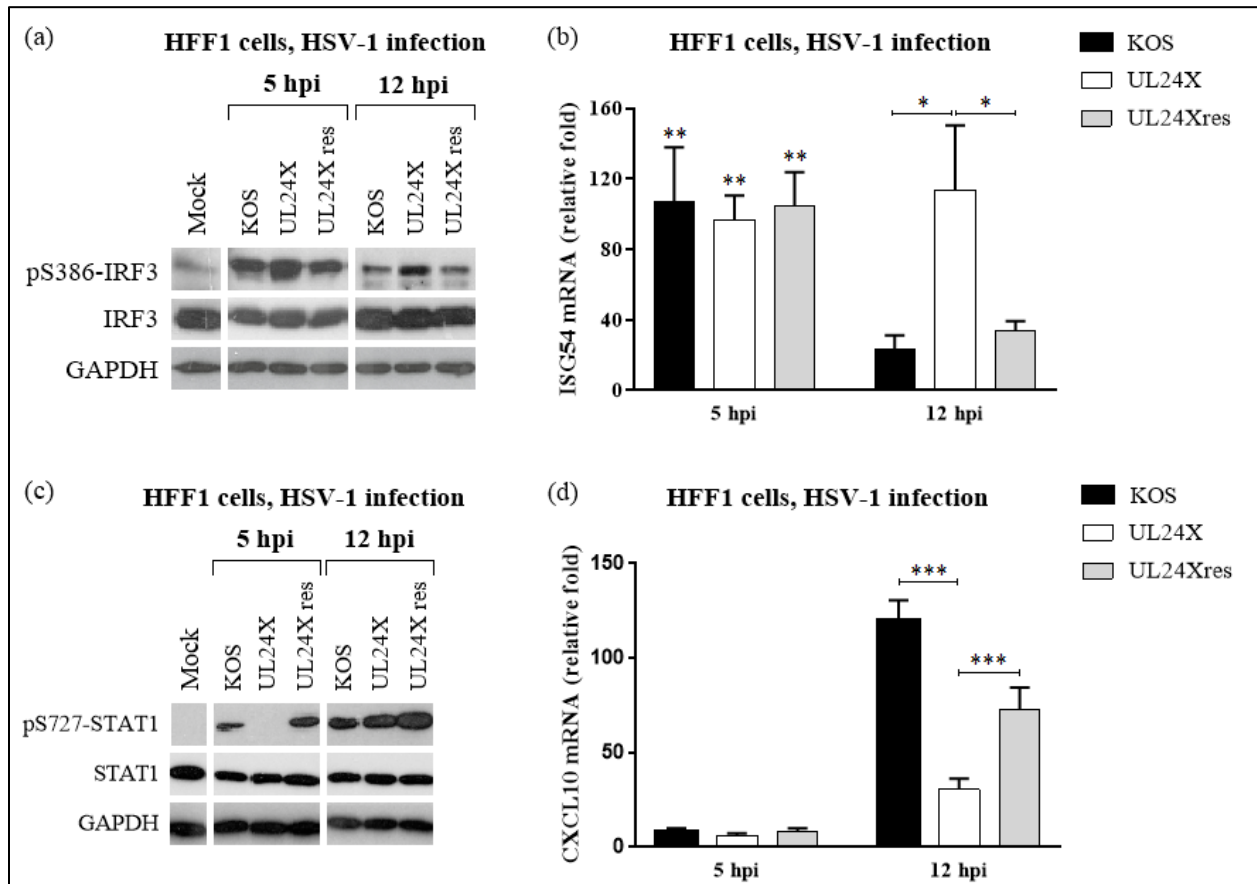 (a)
HFF1 cells, HSV-1 infection
5 hpi
12 hpi
Mock
KOS
UL24X
UL24X res
KOS
UL24X
UL24X res
pS386-IRF3
IRF3
GAPDH
(b)
HFF1 cells, HSV-1 infection
KOS
UL24X
UL24Xres
ISG54 mRNA (relative fold)
160
120
80
40
0
**
**
**
*
*
5 hpi
12 hpi
(c)
HFF1 cells, HSV-1 infection
5 hpi
12 hpi
Mock
KOS
UL24X
UL24X res
KOS
UL24X
UL24X res
pS727-STAT1
STAT1
GAPDH
(d)
HFF1 cells, HSV-1 infection
KOS
UL24X
UL24Xres
CXCL10 mRNA (relative fold)
150
100
50
0
***
***
5 hpi
12 hpi